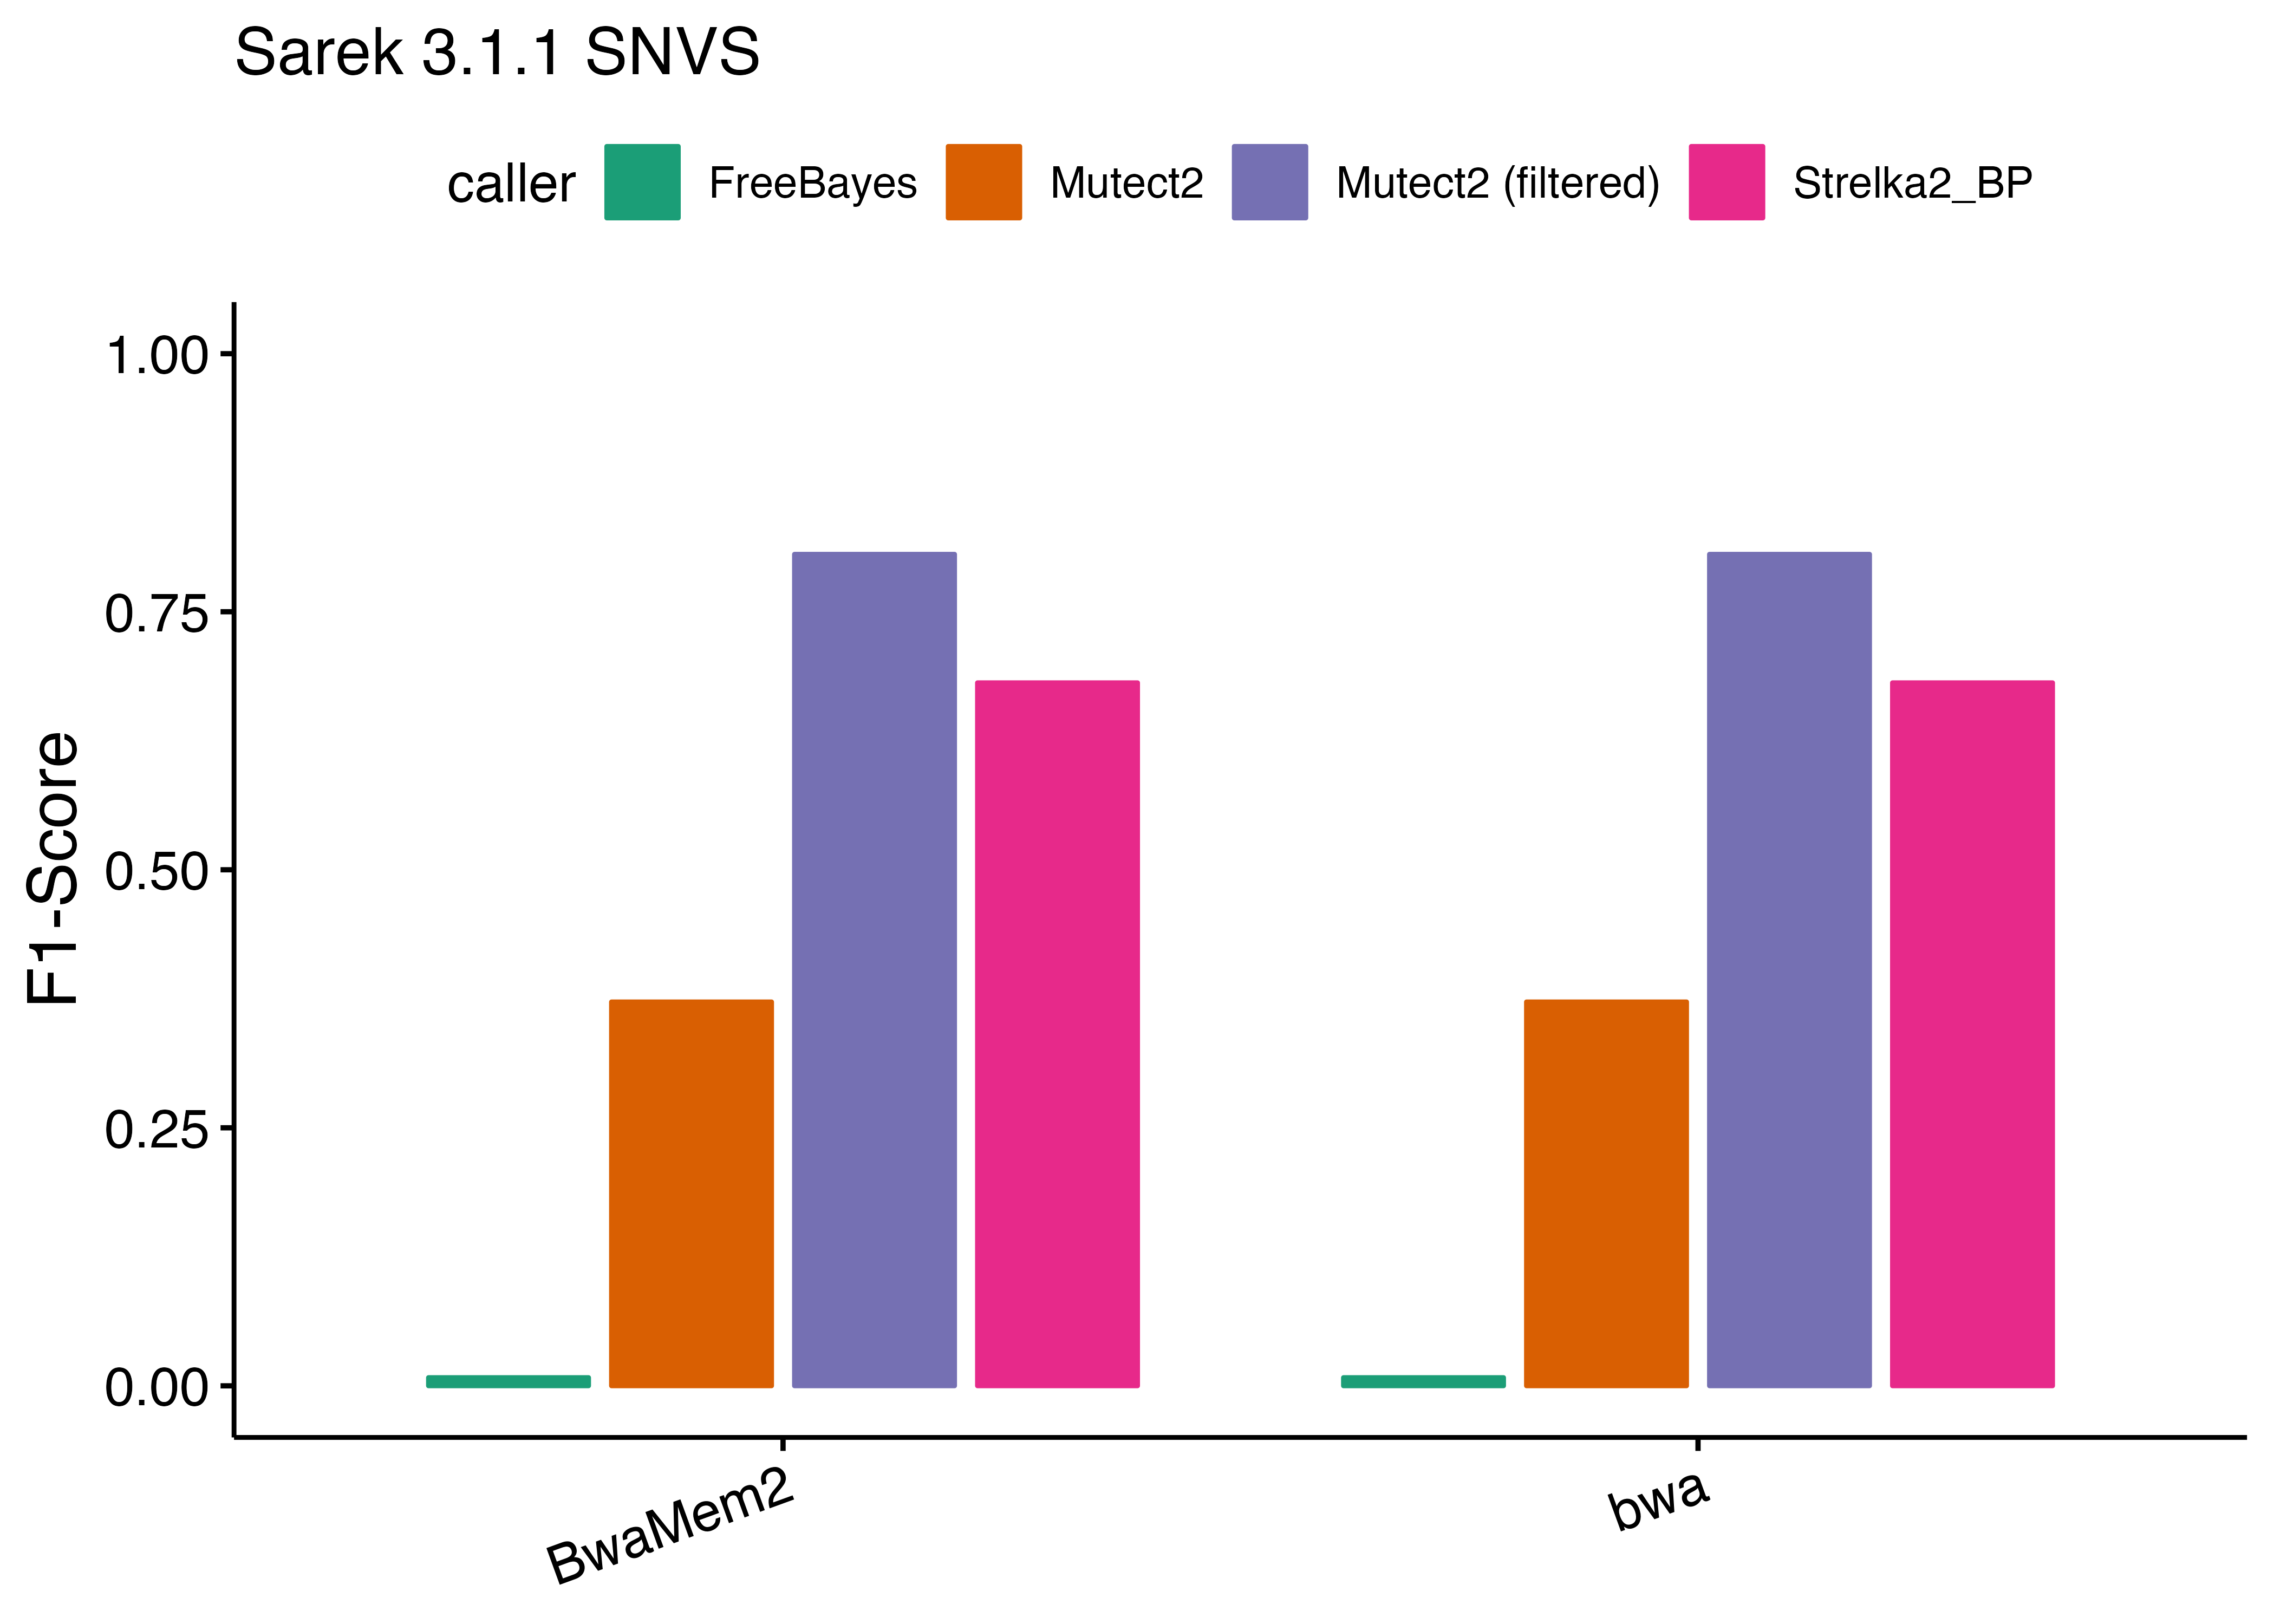 Sarek 3.1.1 SNVS
caller FreeBayes Mutect2 Mutect2 (filtered) Strelka2_BP
F1-Score
1.00
0.75
0.50
0.25
0.00
BwaMem2 bwa